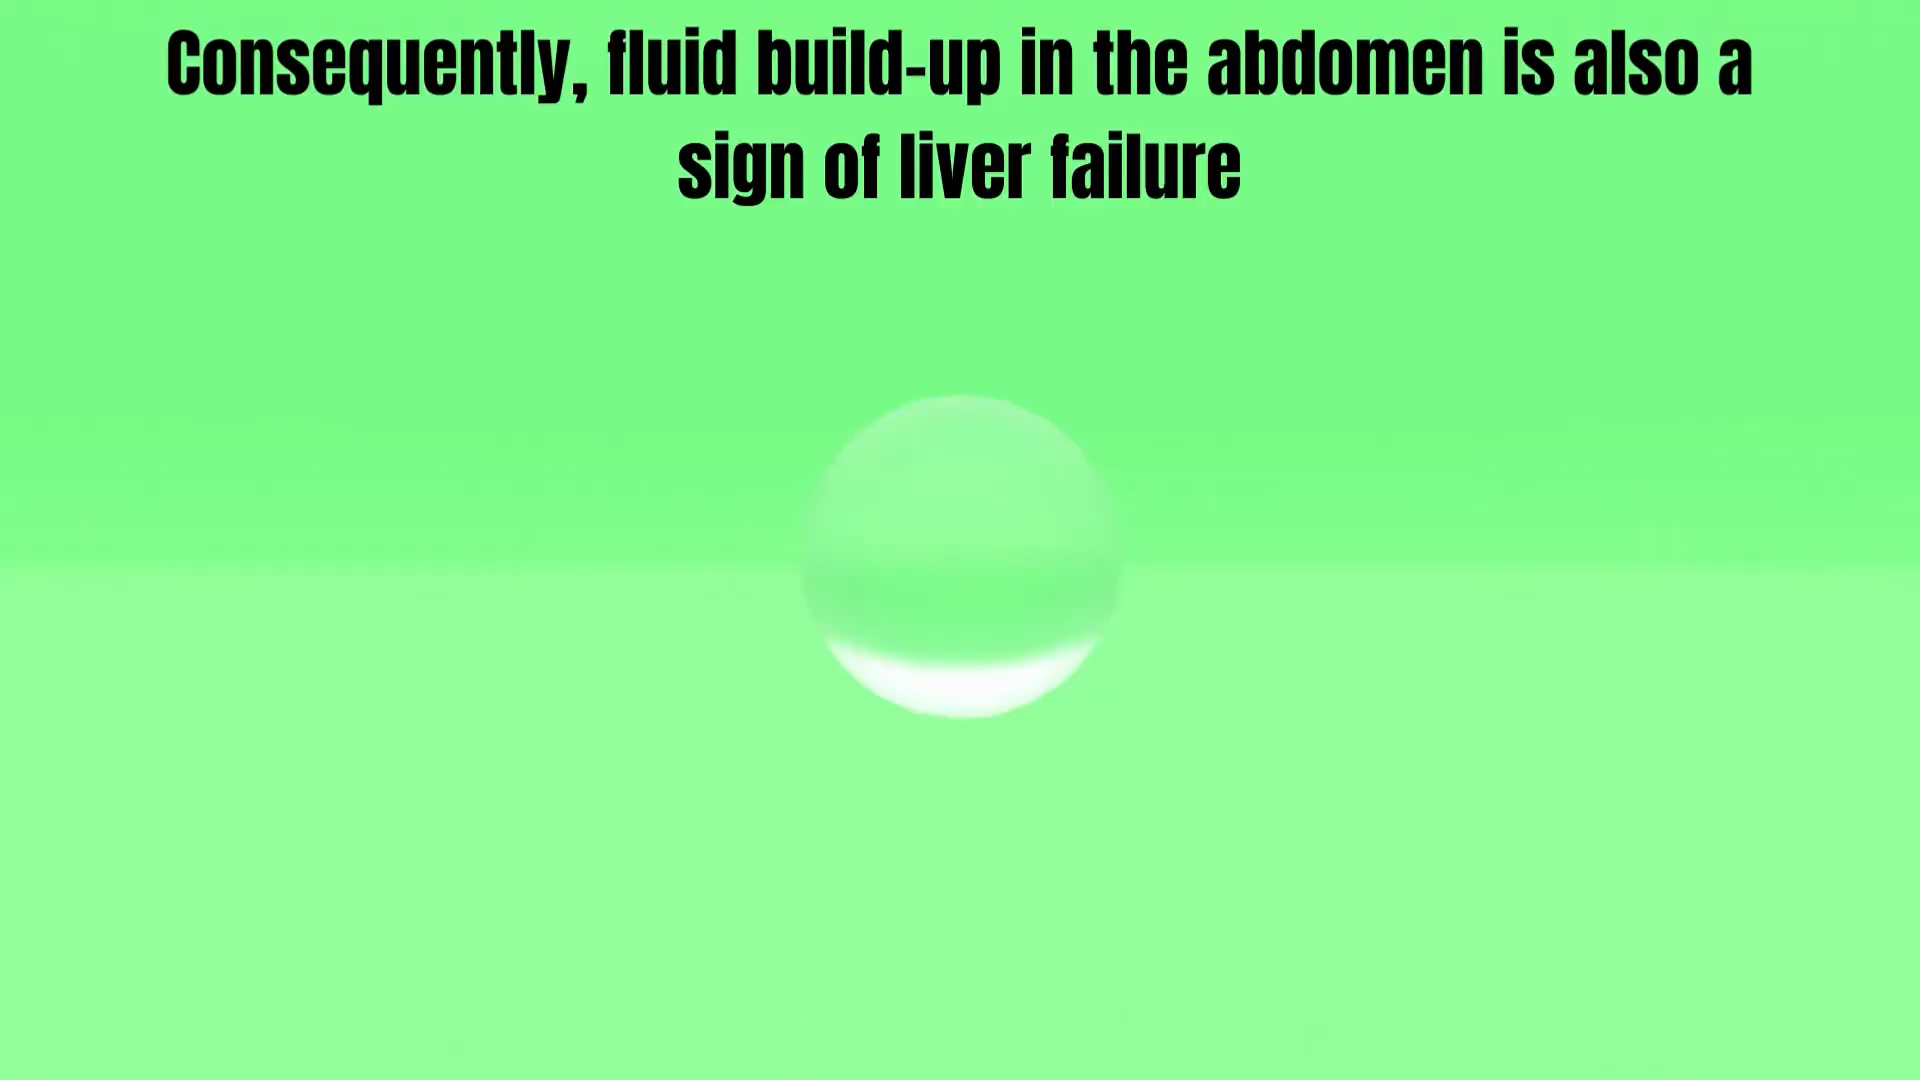 Consequently, fluid build-up in the abdomen is also a
sign of liver failure